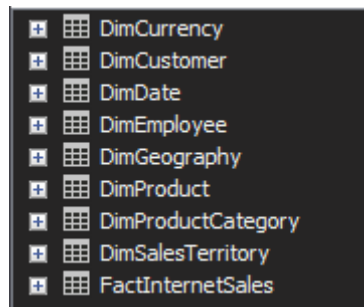 DimCurrency
DimCustomer
DimDate
DimEmployee
DimGeography
DimProduct
DimProductCategory
DimSalesTerritory
FactInternetSales